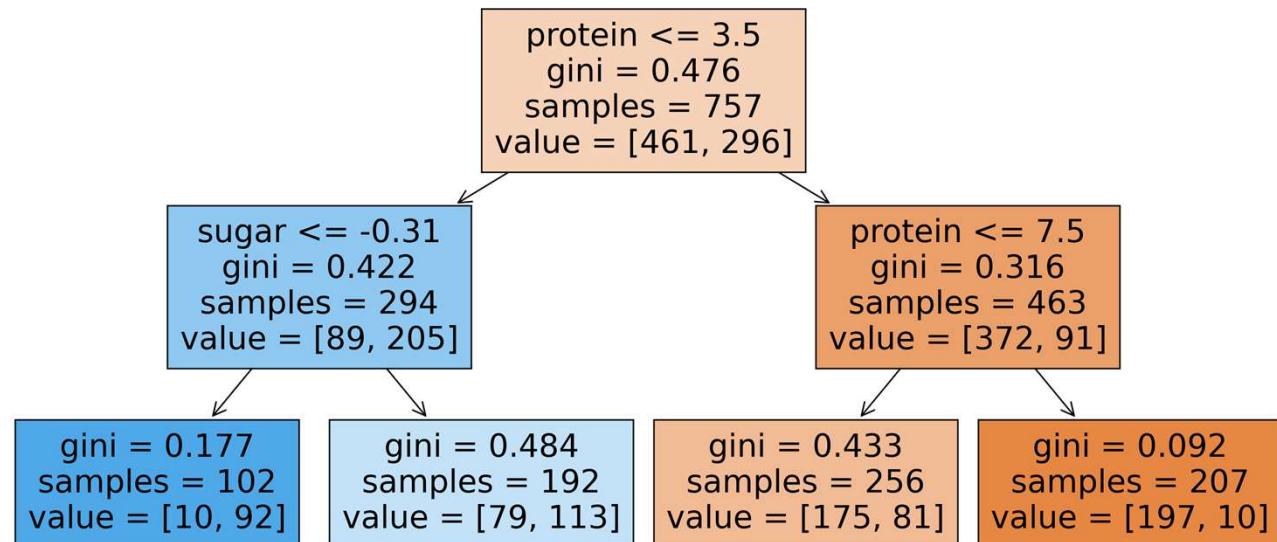 protein <= 3.5
gini = 0.476
samples = 757
value = [461, 296]
sugar <= -0.31
gini = 0.422
samples = 294
value = [89, 205]
protein <= 7.5
gini = 0.316
samples = 463
value = [372, 91]
gini = 0.177
samples = 102
value = [10, 92]
gini = 0.484
samples = 192
value = [79, 113]
gini = 0.433
samples = 256
value = [175, 81]
gini = 0.092
samples = 207
value = [197, 10]